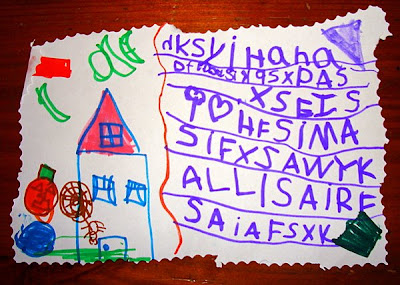 dKSViHaha
XSEIS
HFSIMA
SIFXSAWYK
ALLISAIRE
SAiAFSXK